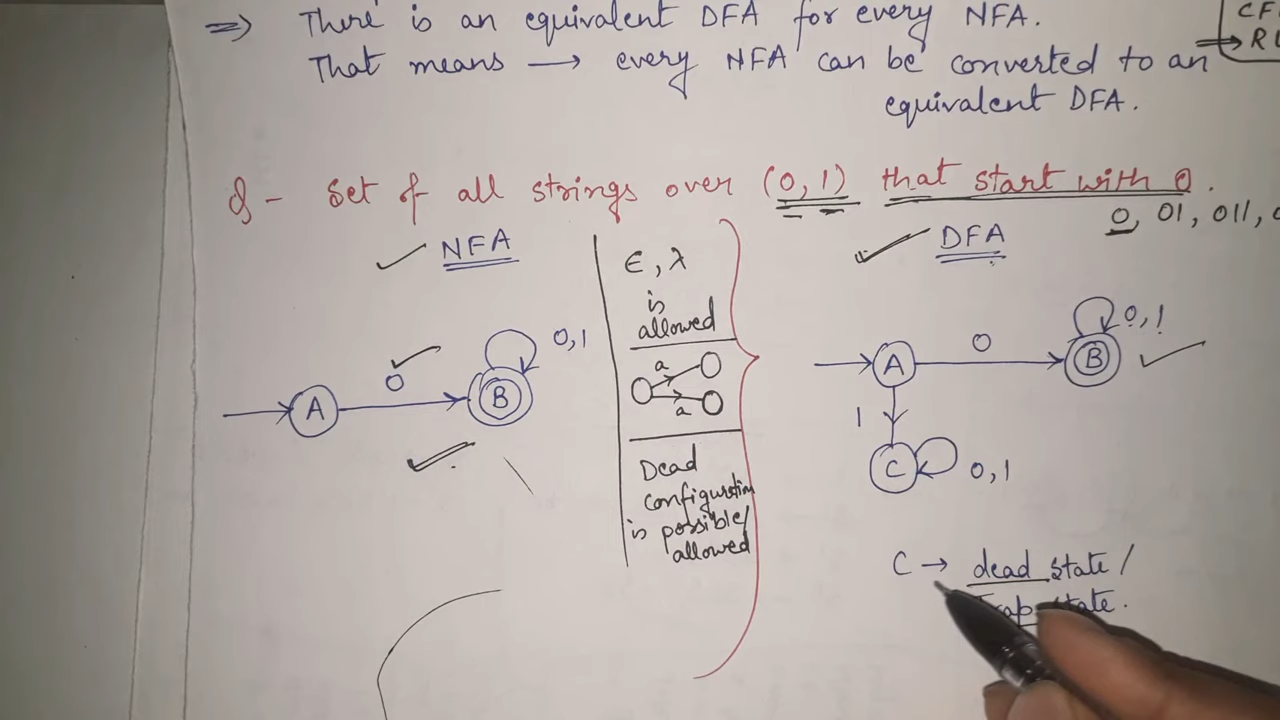 ⇒ There is an equivalent DFA for every NFA.
That means → every NFA can be converted to an
equivalent DFA.
CF
→ R
Q - Set of all strings over (0, 1) that start with 0.
0, 01, 011,
NFA
A
0
B
0,1
ε, λ
is
allowed
a
a
Dead
configuration
is possible/
allowed
DFA
A
0
B
0,1
1
C
0,1
C → dead state /
Trap state.